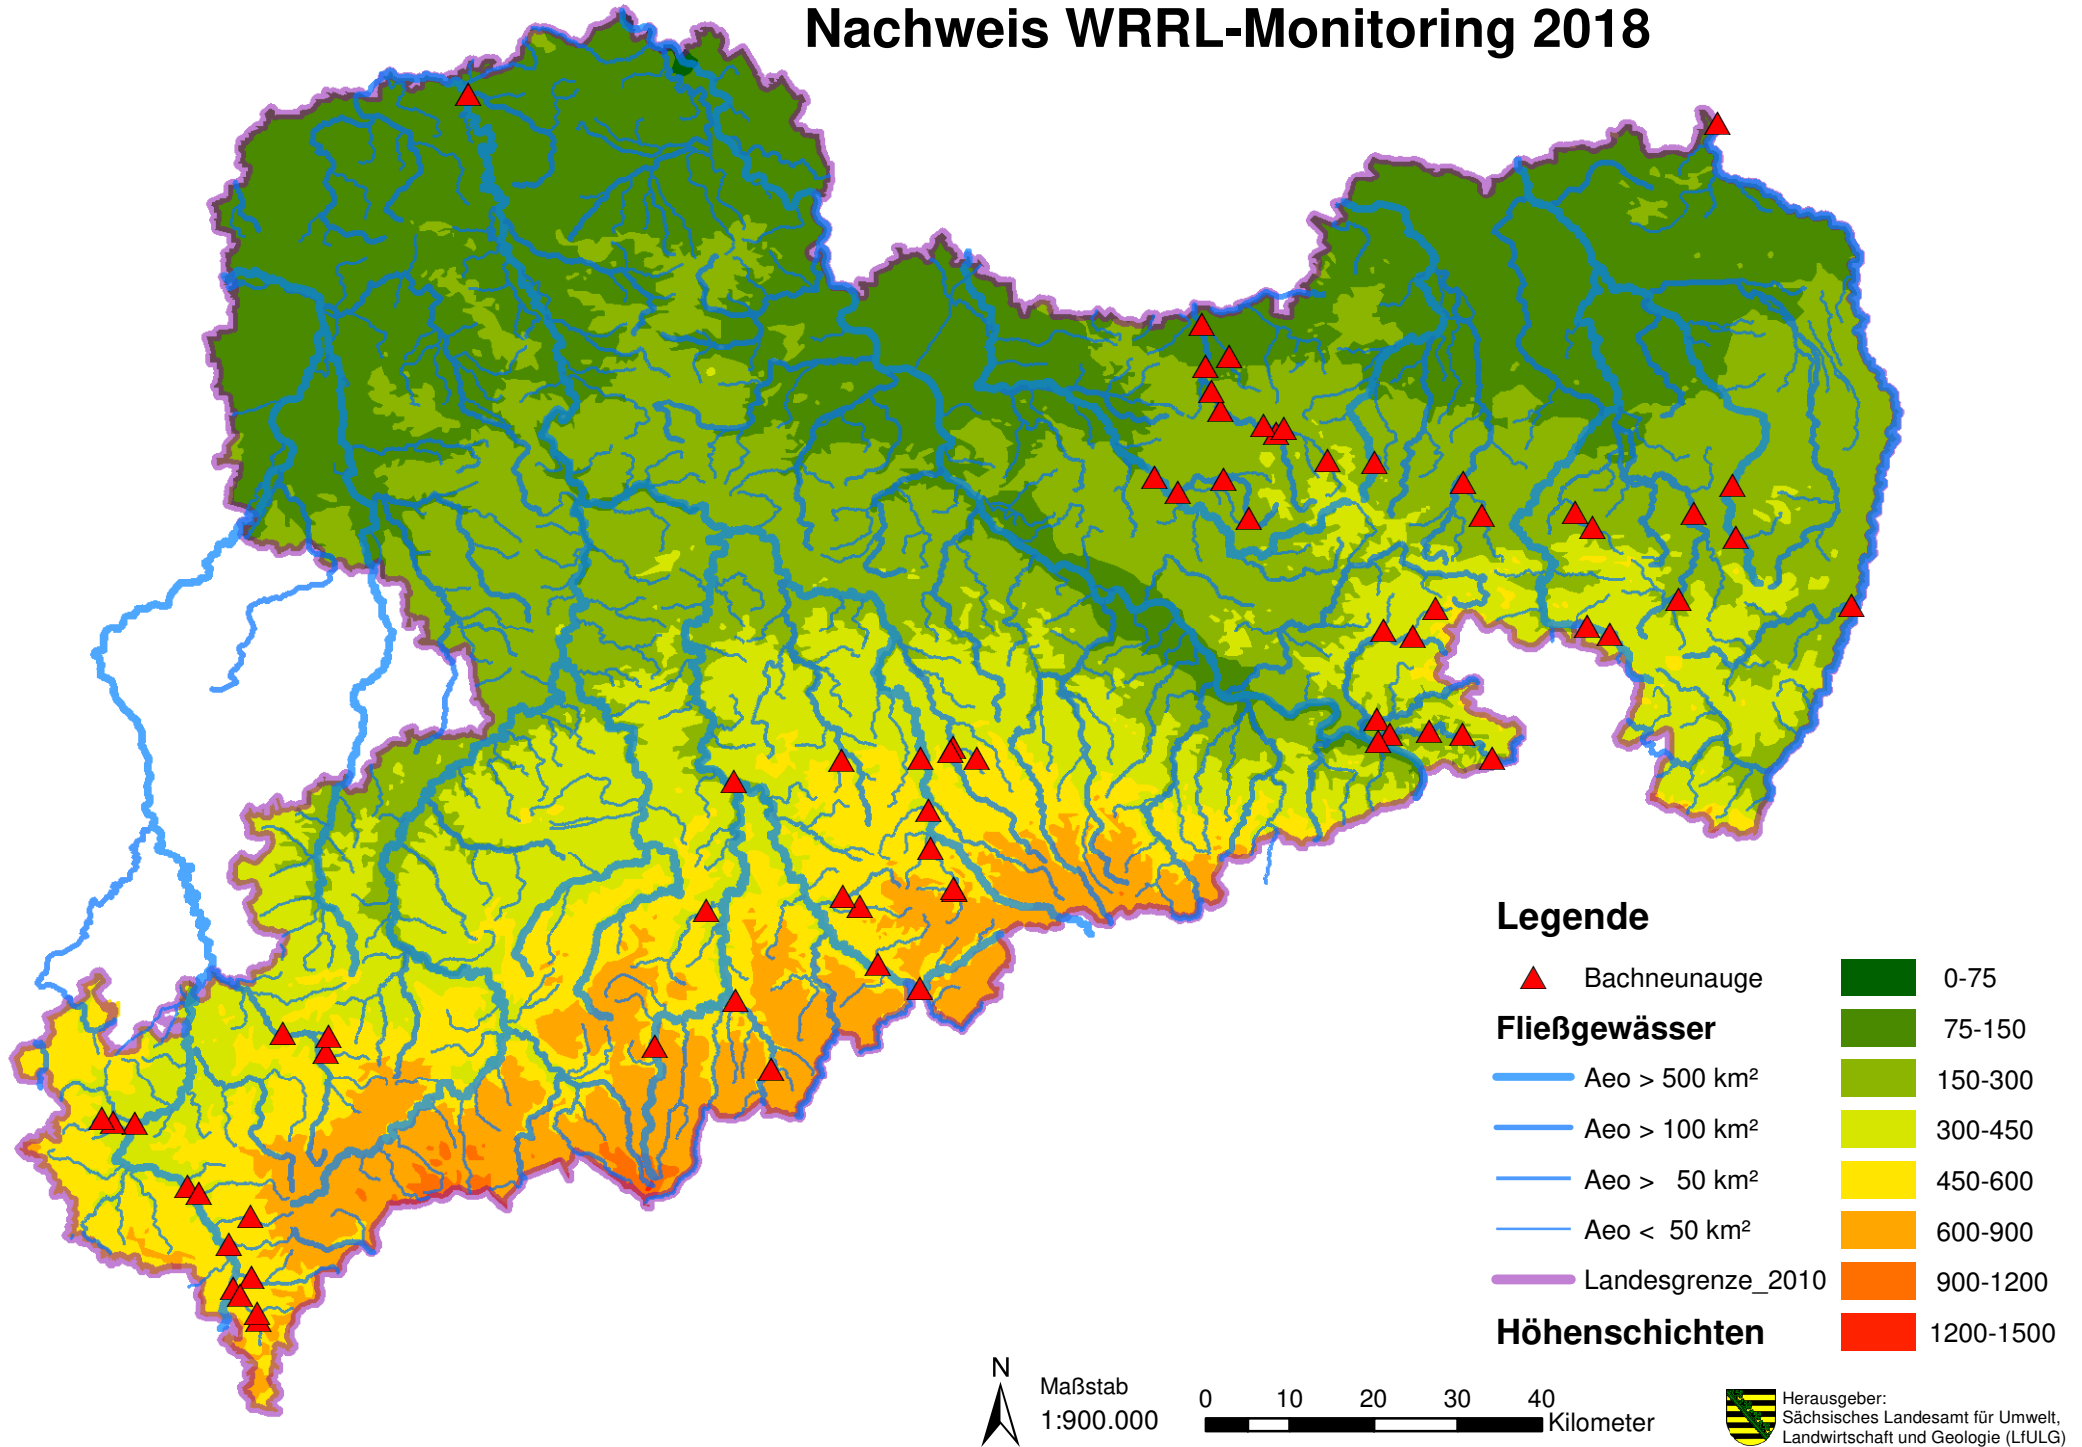 Nachweis WRRL-Monitoring 2018
Legende
Bachneunauge
Fließgewässer
Aeo > 500 km²
Aeo > 100 km²
Aeo > 50 km²
Aeo < 50 km²
Landesgrenze_2010
Höhenschichten
0-75
75-150
150-300
300-450
450-600
600-900
900-1200
1200-1500
N
Maßstab
1:900.000
0 10 20 30 40
Kilometer
Herausgeber:
Sächsisches Landesamt für Umwelt,
Landwirtschaft und Geologie (LfULG)